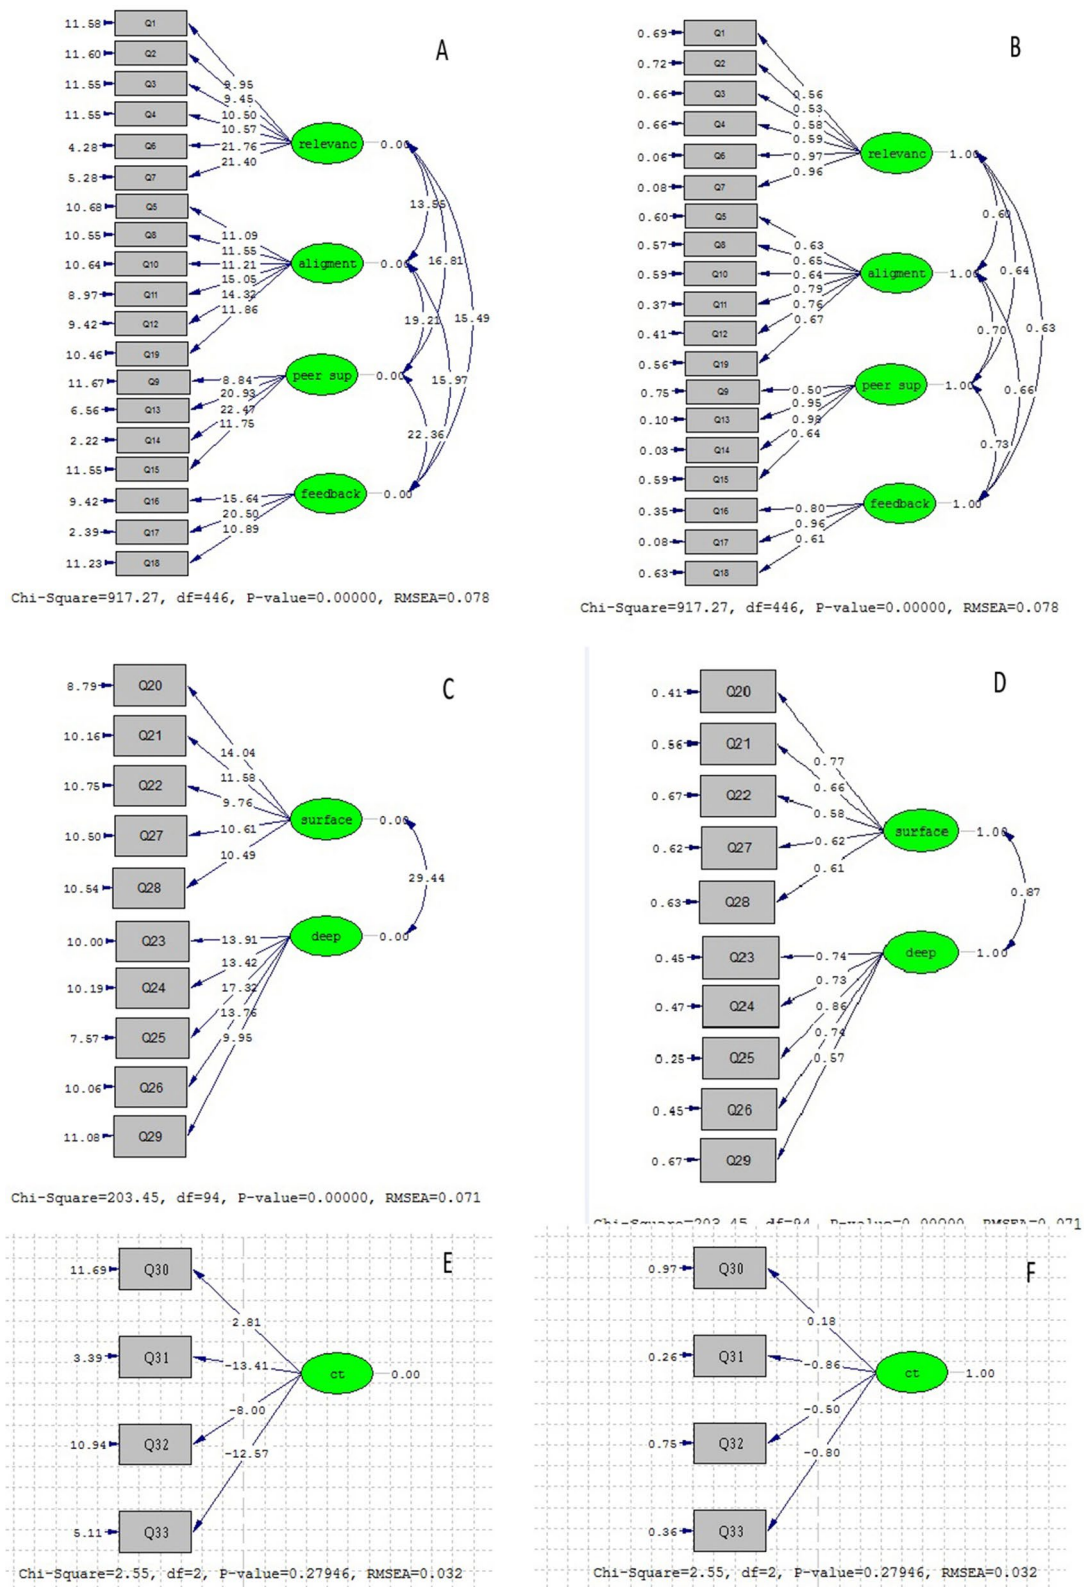 A
11.58 Q1
11.60 Q2
11.55 Q3
11.55 Q4
4.28 Q6
5.28 Q7
10.68 Q5
10.55 Q8
10.64 Q10
8.97 Q11
9.42 Q12
10.46 Q19
11.67 Q9
6.56 Q13
2.22 Q14
11.55 Q15
9.42 Q16
2.39 Q17
11.23 Q18
9.95
9.45
10.50
10.57
21.76
21.40
11.09
11.55
11.21
15.05
14.32
11.86
8.84
20.93
22.47
11.75
15.64
20.50
10.89
relevanc 0.00
aligment 0.00
peer sup 0.00
feedback 0.00
13.55
16.81
15.49
19.21
15.97
22.36
Chi-Square=917.27, df=446, P-value=0.00000, RMSEA=0.078
B
0.69 Q1
0.72 Q2
0.66 Q3
0.66 Q4
0.06 Q6
0.08 Q7
0.60 Q5
0.57 Q8
0.59 Q10
0.37 Q11
0.41 Q12
0.56 Q19
0.75 Q9
0.10 Q13
0.03 Q14
0.59 Q15
0.35 Q16
0.08 Q17
0.63 Q18
0.56
0.53
0.58
0.59
0.97
0.96
0.63
0.65
0.64
0.79
0.76
0.67
0.50
0.95
0.98
0.64
0.80
0.96
0.61
relevanc 1.00
aligment 1.00
peer sup 1.00
feedback 1.00
0.60
0.64
0.63
0.70
0.66
0.73
Chi-Square=917.27, df=446, P-value=0.00000, RMSEA=0.078
C
8.79 Q20
10.16 Q21
10.75 Q22
10.50 Q27
10.54 Q28
10.00 Q23
10.19 Q24
7.57 Q25
10.06 Q26
11.08 Q29
14.04
11.58
9.76
10.61
10.49
13.91
13.42
17.32
13.76
9.95
surface 0.00
deep 0.00
29.44
Chi-Square=203.45, df=94, P-value=0.00000, RMSEA=0.071
D
0.41 Q20
0.56 Q21
0.67 Q22
0.62 Q27
0.63 Q28
0.45 Q23
0.47 Q24
0.25 Q25
0.45 Q26
0.67 Q29
0.77
0.66
0.58
0.62
0.61
0.74
0.73
0.86
0.74
0.57
surface 1.00
deep 1.00
0.87
Chi-Square=203.45, df=94, P-value=0.00000, RMSEA=0.071
E
11.69 Q30
3.39 Q31
10.94 Q32
5.11 Q33
2.81
-13.41
-8.00
-12.57
ct 0.00
Chi-Square=2.55, df=2, P-value=0.27946, RMSEA=0.032
F
0.97 Q30
0.26 Q31
0.75 Q32
0.36 Q33
0.18
-0.86
-0.50
-0.80
ct 1.00
Chi-Square=2.55, df=2, P-value=0.27946, RMSEA=0.032